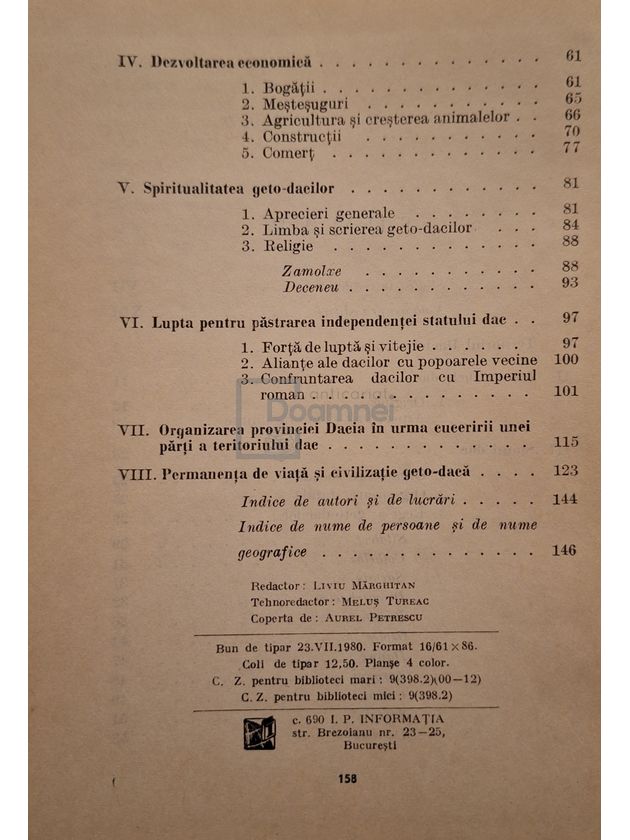 IV. Dezvoltarea economică . . . . . . . . . . . . . . 61
1. Bogății . . . . . . . . . . . . . . 61
2. Meșteșuguri . . . . . . . . . . . 65
3. Agricultura și creșterea animalelor . . 66
4. Construcții . . . . . . . . . . . 70
5. Comerț . . . . . . . . . . . . . 77
V. Spiritualitatea geto-dacilor . . . . . . . . . . . . 81
1. Aprecieri generale . . . . . . . . 81
2. Limba și scrierea geto-dacilor . . . 84
3. Religie . . . . . . . . . . . . . 88
Zamolxe . . . . . . . . . . . 88
Deceneu . . . . . . . . . . . . 93
VI. Lupta pentru păstrarea independenței statului dac . . 97
1. Forță de luptă și vitejie . . . . . . 97
2. Alianțe ale dacilor cu popoarele vecine 100
3. Confruntarea dacilor cu Imperiul
roman . . . . . . . . . . . . . . 101
anticariat
Doamnei
VII. Organizarea provinciei Dacia în urma cuceririi unei
părți a teritoriului dac . . . . . . . . . . . . . 115
VIII. Permanența de viață și civilizație geto-dacă . . . . 123
Indice de autori și de lucrări . . . . . 144
Indice de nume de persoane și de nume
geografice . . . . . . . . . . . . . . 146
Redactor: LIVIU MĂRGHITAN
Tehnoredactor: MELUȘ TUREAC
Coperta de: AUREL PETRESCU
Bun de tipar 23.VII.1980. Format 16/61×86.
Coli de tipar 12,50. Planșe 4 color.
C. Z. pentru biblioteci mari: 9(398.2)(00—12)
C. Z. pentru biblioteci mici: 9(398.2)
c. 690 I. P. INFORMAȚIA
str. Brezoianu nr. 23—25,
București
158